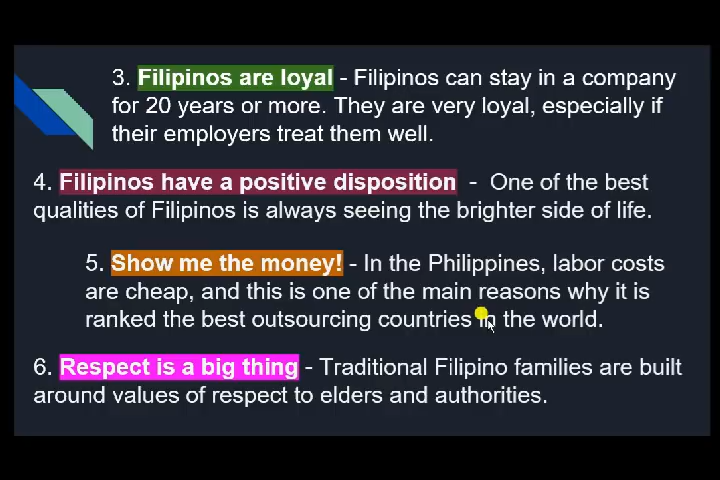 3. Filipinos are loyal - Filipinos can stay in a company
for 20 years or more. They are very loyal, especially if
their employers treat them well.
4. Filipinos have a positive disposition - One of the best
qualities of Filipinos is always seeing the brighter side of life.
5. Show me the money! - In the Philippines, labor costs
are cheap, and this is one of the main reasons why it is
ranked the best outsourcing countries in the world.
6. Respect is a big thing - Traditional Filipino families are built
around values of respect to elders and authorities.